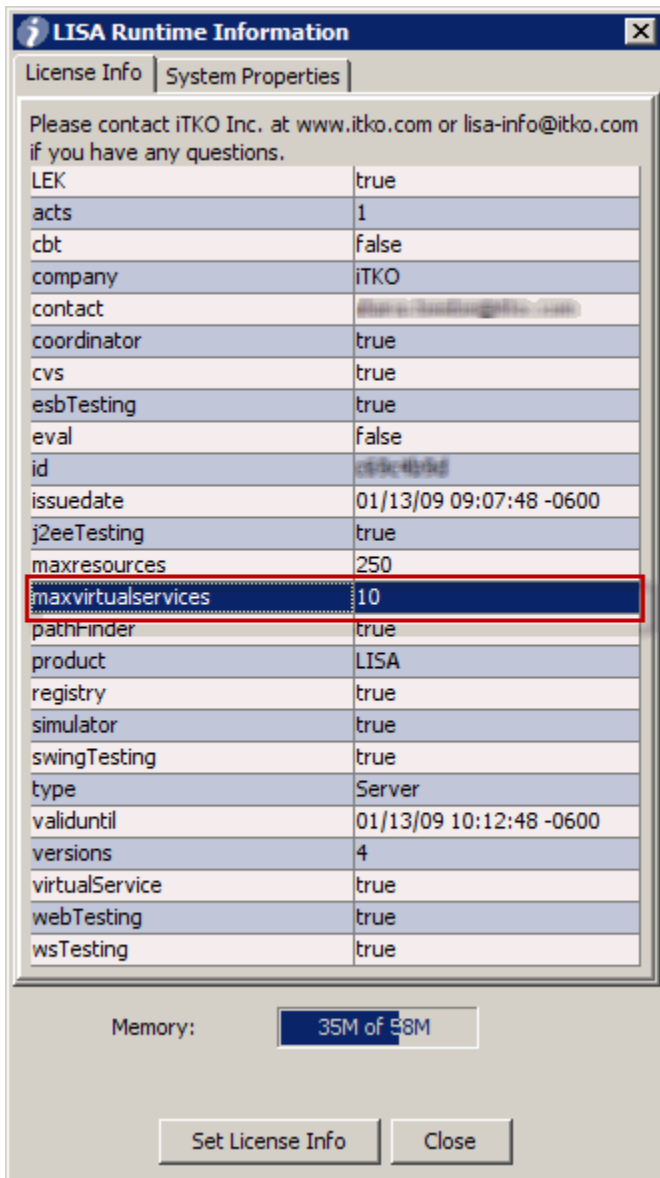 LISA Runtime Information
License Info System Properties
Please contact iTKO Inc. at www.itko.com or lisa-info@itko.com
if you have any questions.
LEK true
acts 1
cbt false
company iTKO
contact
coordinator true
cvs true
esbTesting true
eval false
id
issuedate 01/13/09 09:07:48 -0600
j2eeTesting true
maxresources 250
maxvirtualservices 10
pathFinder true
product LISA
registry true
simulator true
swingTesting true
type Server
validuntil 01/13/09 10:12:48 -0600
versions 4
virtualService true
webTesting true
wsTesting true
Memory: 35M of 58M
Set License Info Close